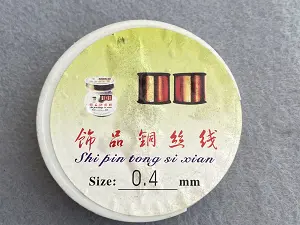 饰品铜丝线
Shi pin tong si xian
Size: 0.4 mm